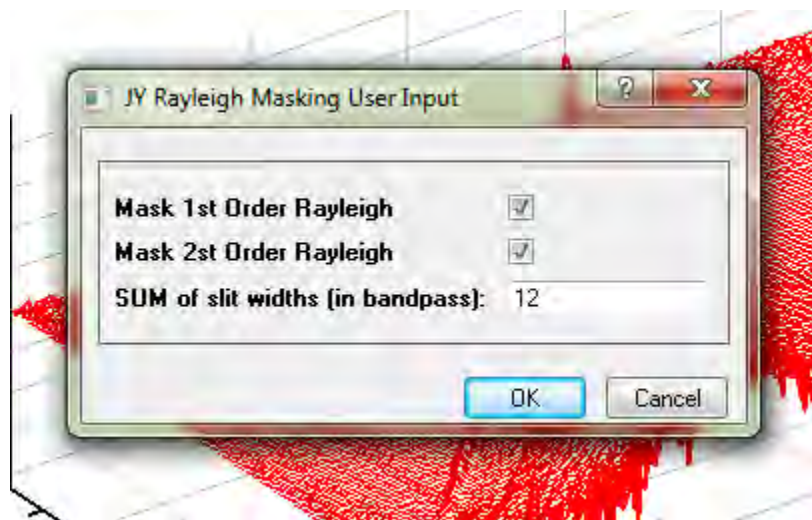 JY Rayleigh Masking User Input
Mask 1st Order Rayleigh
Mask 2st Order Rayleigh
SUM of slit widths (in bandpass): 12
OK Cancel